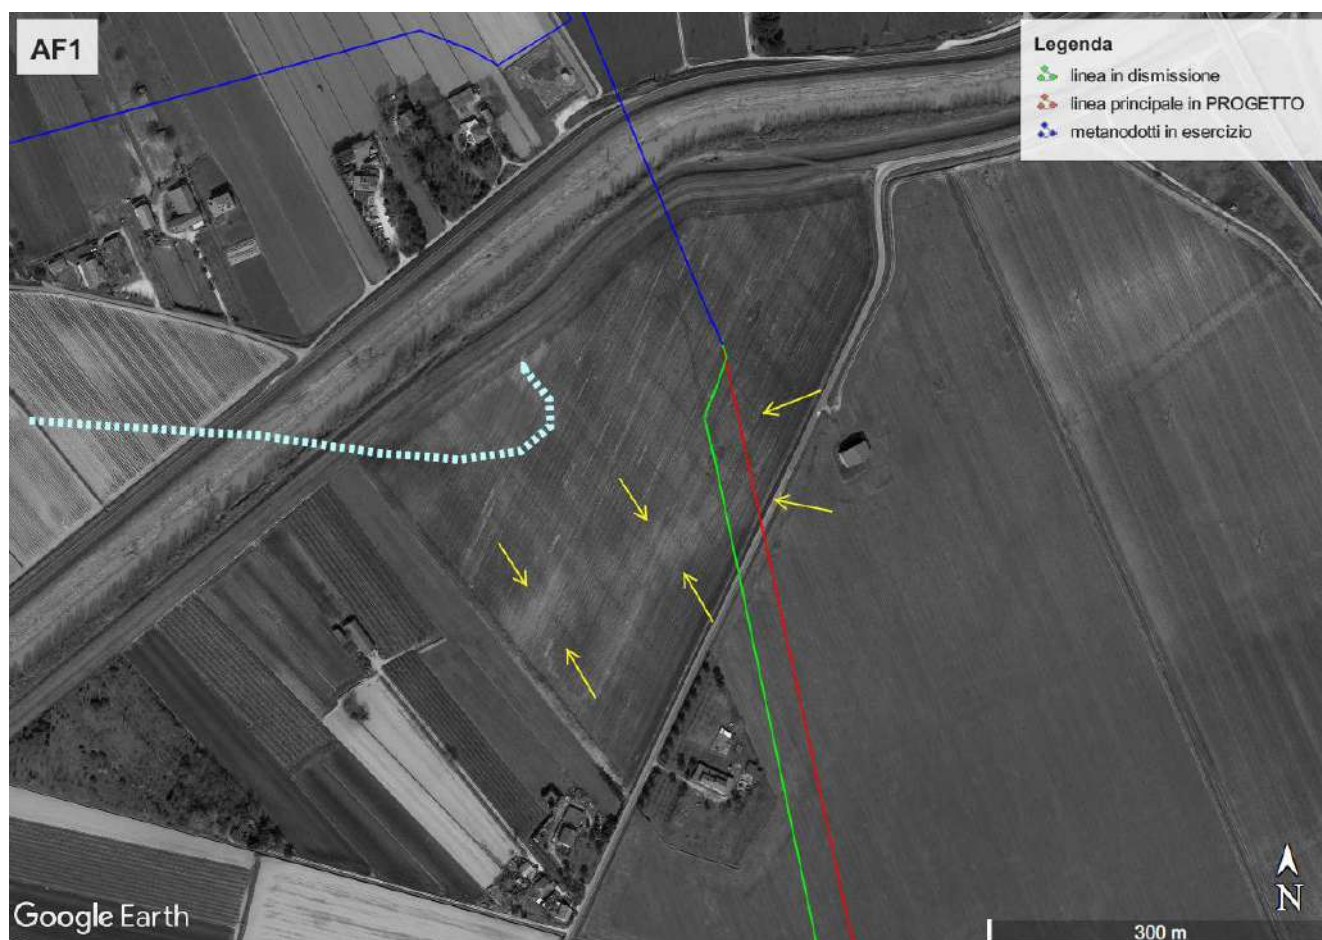 AF1
Legenda
linea in dismissione
linea principale in PROGETTO
metanodotti in esercizio
Google Earth
N
300 m